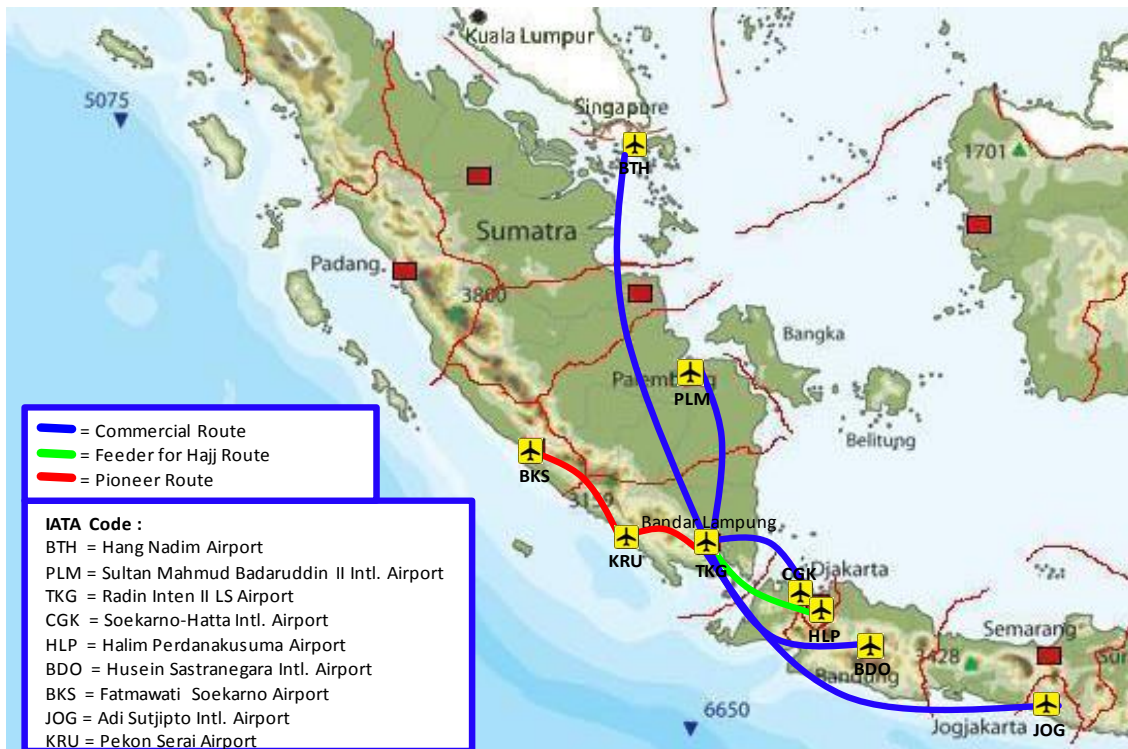 Kuala Lumpur
5075
Singapore
BTH
1701
Sumatra
Padang
3800
Bangka
Palembang
PLM
Belitung
BKS
3159
Bandar Lampung
KRU
TKG
CGK
Djakarta
HLP
Semarang
3428
BDO
Bandung
6650
Jogjakarta
JOG
= Commercial Route
= Feeder for Hajj Route
= Pioneer Route
IATA Code :
BTH = Hang Nadim Airport
PLM = Sultan Mahmud Badaruddin II Intl. Airport
TKG = Radin Inten II LS Airport
CGK = Soekarno-Hatta Intl. Airport
HLP = Halim Perdanakusuma Airport
BDO = Husein Sastranegara Intl. Airport
BKS = Fatmawati Soekarno Airport
JOG = Adi Sutjipto Intl. Airport
KRU = Pekon Serai Airport